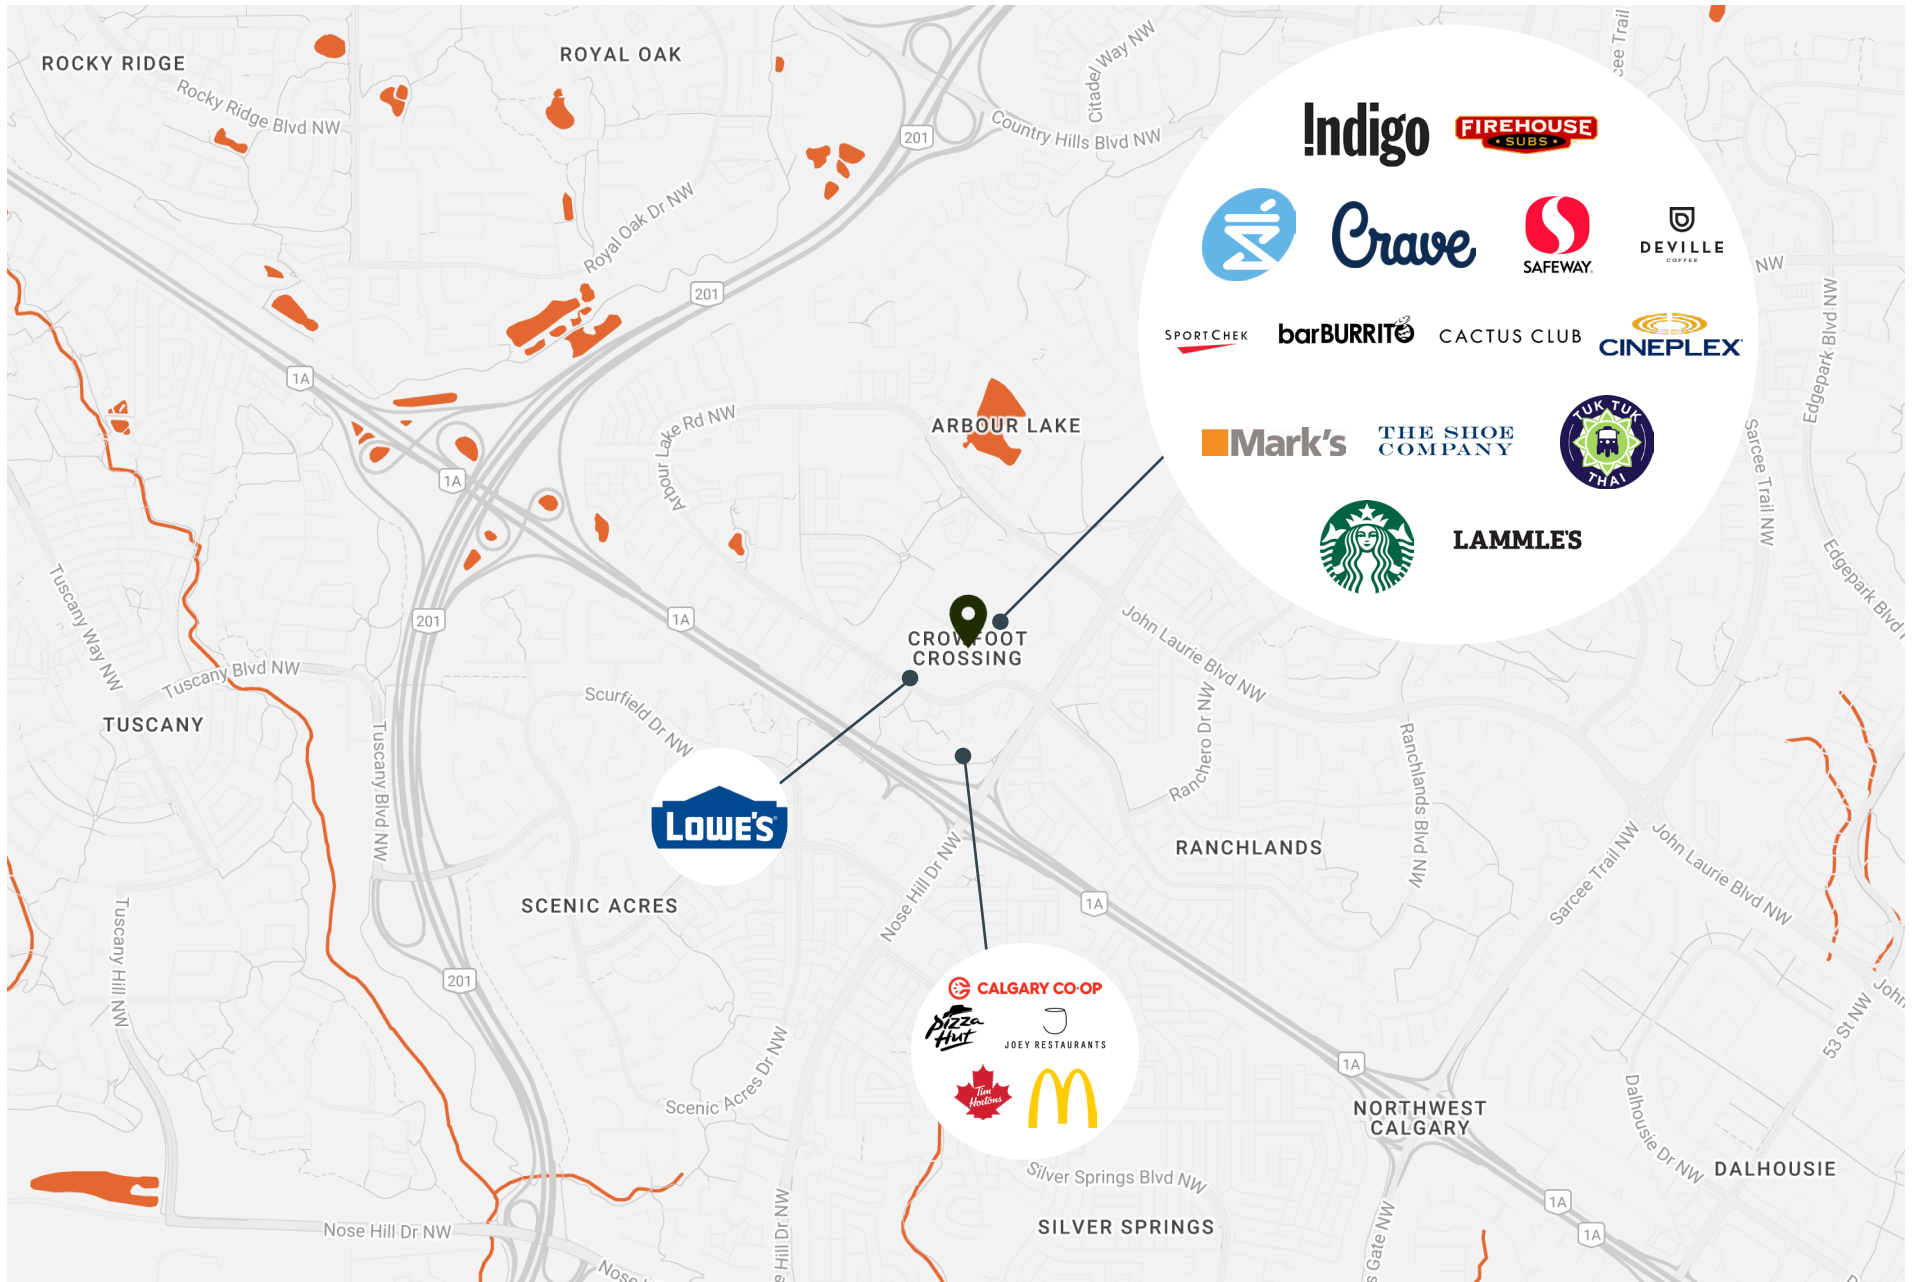 ROCKY RIDGE
ROYAL OAK
Rocky Ridge Blvd NW
201
Citadel Way NW
Country Hills Blvd NW
cee Trail
Indigo
FIREHOUSE
SUBS
Crave
SAFEWAY
DEVILLE
COFFEE
NW
SPORTCHEK
barBURRITO
CACTUS CLUB
CINEPLEX
Mark's
THE SHOE
COMPANY
TUK TUK
THAI
LAMMLE'S
Royal Oak Dr NW
201
1A
Edgepark Blvd NW
Arbour Lake Rd NW
ARBOUR LAKE
Sarcee Trail NW
1A
Edgepark Blvd
Tuscany Way NW
201
1A
CROWFOOT
CROSSING
John Laurie Blvd NW
Tuscany Blvd NW
Scurfield Dr NW
TUSCANY
Tuscany Blvd NW
Ranchero Dr NW
Ranchlands Blvd NW
LOWE'S
RANCHLANDS
Sarcee Trail NW
John Laurie Blvd NW
SCENIC ACRES
Nose Hill Dr NW
1A
Tuscany Hill NW
201
CALGARY CO-OP
Pizza
Hut
JOEY RESTAURANTS
Tim
Hortons
John
53 St NW
Scenic Acres Dr NW
1A
NORTHWEST
CALGARY
Dalhousie Dr NW
DALHOUSIE
Silver Springs Blvd NW
1A
Nose Hill Dr NW
e Hill Dr NW
SILVER SPRINGS
s Gate NW
1A
Nose
D